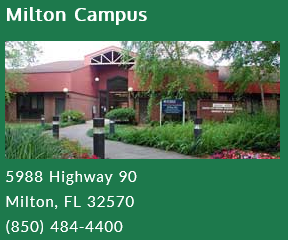 Milton Campus
5988 Highway 90
Milton, FL 32570
(850) 484-4400